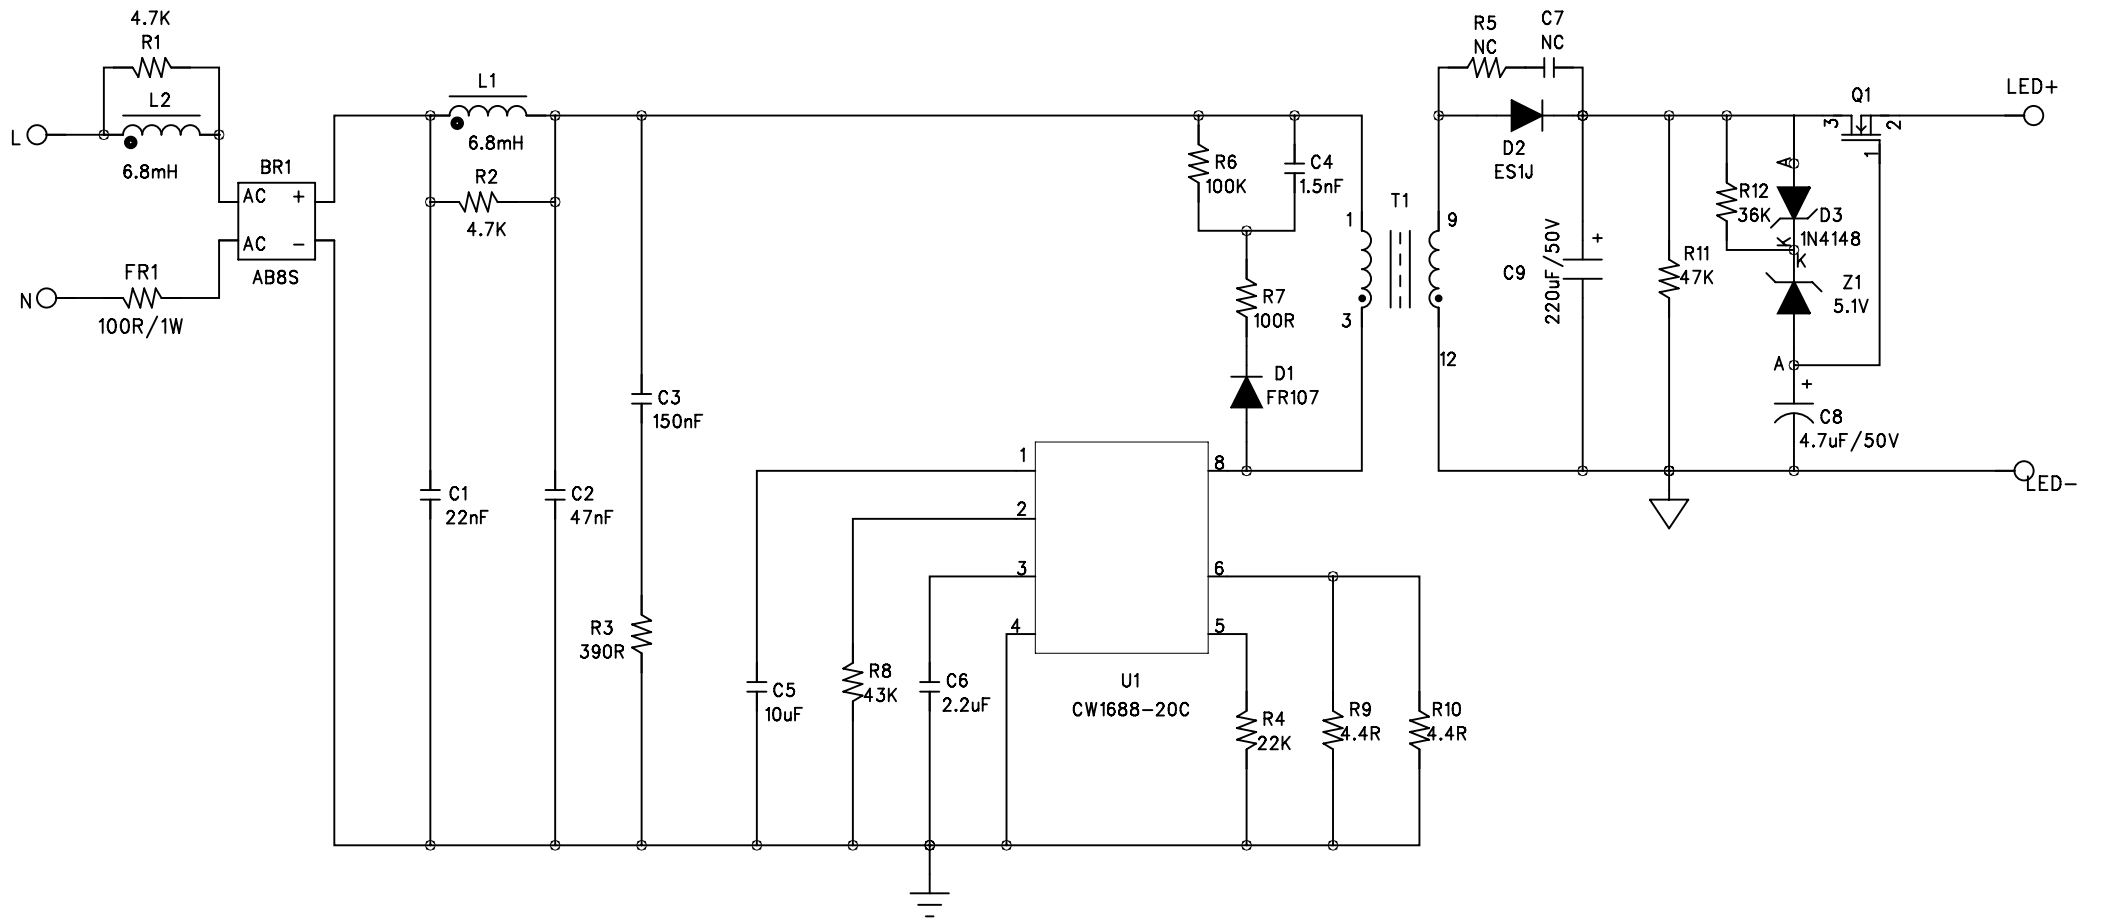 4.7K
R1
L2
L
6.8mH
BR1
AC +
AC -
AB8S
FR1
N
100R/1W
L1
6.8mH
R2
4.7K
C1
22nF
C2
47nF
C3
150nF
R3
390R
R6
100K
C4
1.5nF
R7
100R
D1
FR107
T1
1
3
9
12
1
2
3
4
8
6
5
U1
CW1688-20C
C5
10uF
R8
43K
C6
2.2uF
R4
22K
R9
4.4R
R10
4.4R
R5
NC
C7
NC
D2
ES1J
C9
220uF/50V
+
R11
47K
R12
36K
A
D3
1N4148
K
K
Z1
5.1V
A
+
C8
4.7uF/50V
Q1
3
2
1
LED+
LED-